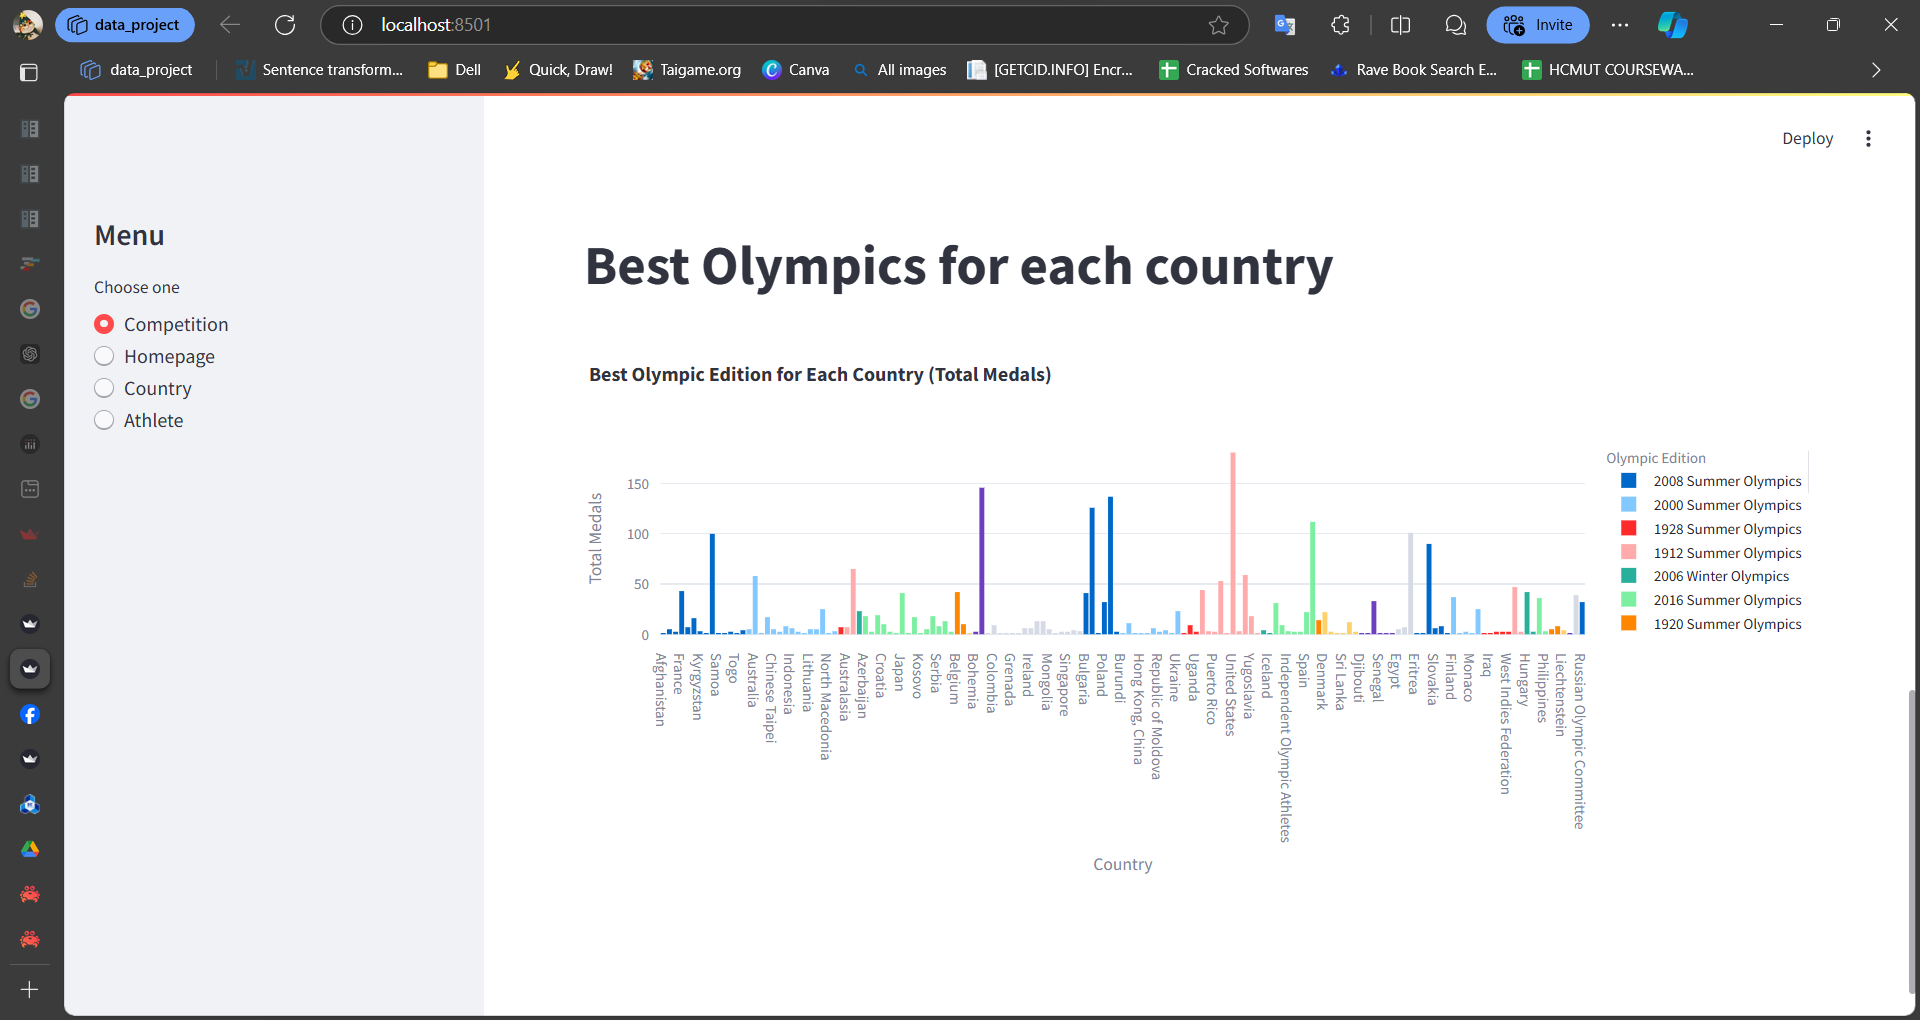 data_project
localhost:8501
Invite
data_project
Sentence transform...
Dell
Quick, Draw!
Taigame.org
Canva
All images
[GETCID.INFO] Encr...
Cracked Softwares
Rave Book Search E...
HCMUT COURSEWA...
Deploy
Menu
Choose one
Competition
Homepage
Country
Athlete
Best Olympics for each country
Best Olympic Edition for Each Country (Total Medals)
Total Medals
150
100
50
0
Afghanistan
France
Kyrgyzstan
Samoa
Togo
Australia
Chinese Taipei
Indonesia
Lithuania
North Macedonia
Australasia
Azerbaijan
Croatia
Japan
Kosovo
Serbia
Belgium
Bohemia
Colombia
Grenada
Ireland
Mongolia
Singapore
Bulgaria
Poland
Burundi
Hong Kong, China
Republic of Moldova
Ukraine
Uganda
Puerto Rico
United States
Yugoslavia
Iceland
Independent Olympic Athletes
Spain
Denmark
Sri Lanka
Djibouti
Senegal
Egypt
Eritrea
Slovakia
Finland
Monaco
Iraq
West Indies Federation
Hungary
Philippines
Liechtenstein
Russian Olympic Committee
Country
Olympic Edition
2008 Summer Olympics
2000 Summer Olympics
1928 Summer Olympics
1912 Summer Olympics
2006 Winter Olympics
2016 Summer Olympics
1920 Summer Olympics